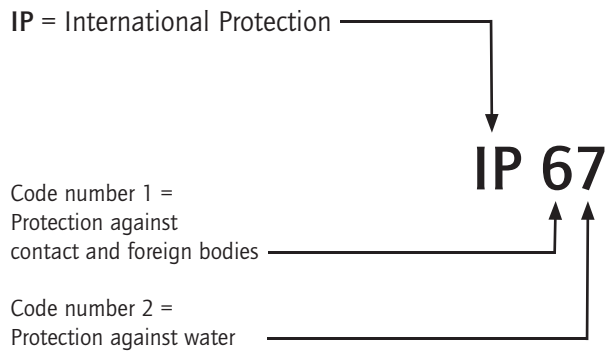 IP = International Protection
IP 67
Code number 1 =
Protection against
contact and foreign bodies
Code number 2 =
Protection against water